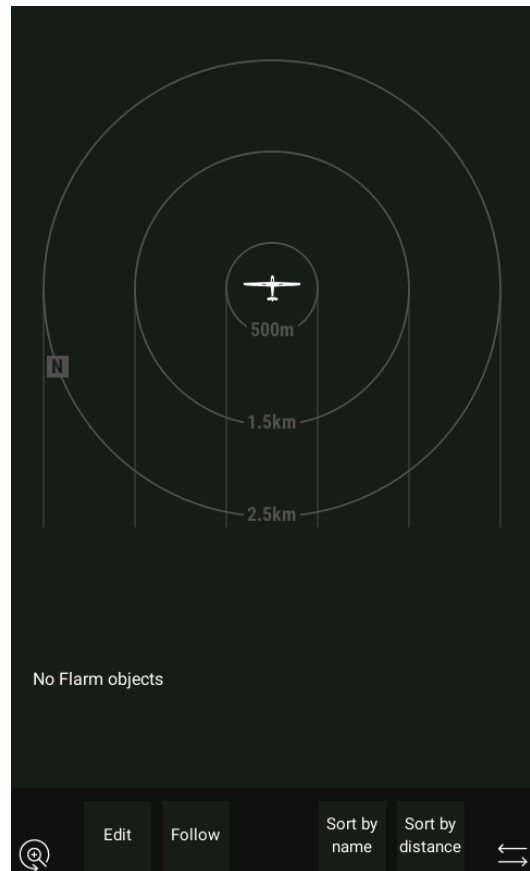 500m
N
1.5km
2.5km
No Flarm objects
Edit
Follow
Sort by
name
Sort by
distance